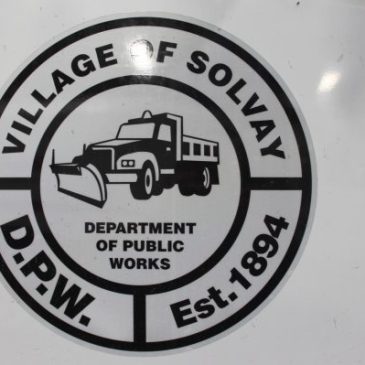 VILLAGE OF SOLVAY
DEPARTMENT
OF PUBLIC
WORKS
D.P.W.
Est. 1894